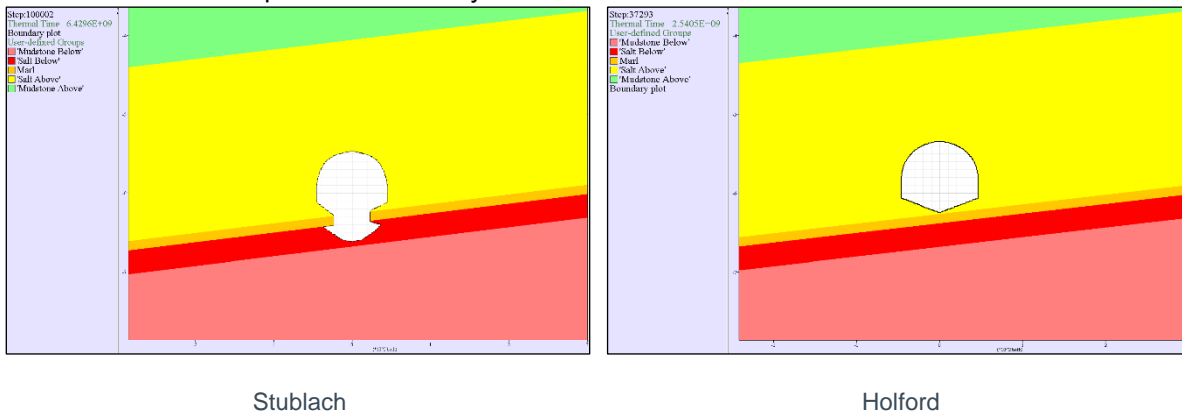 Step:100002
Thermal Time 6.4296E+09
Boundary plot
User-defined Groups
'Mudstone Below'
'Salt Below'
Marl
'Salt Above'
'Mudstone Above'
Step:37293
Thermal Time 2.5405E+09
User-defined Groups
'Mudstone Below'
'Salt Below'
Marl
'Salt Above'
'Mudstone Above'
Boundary plot
Stublach
Holford